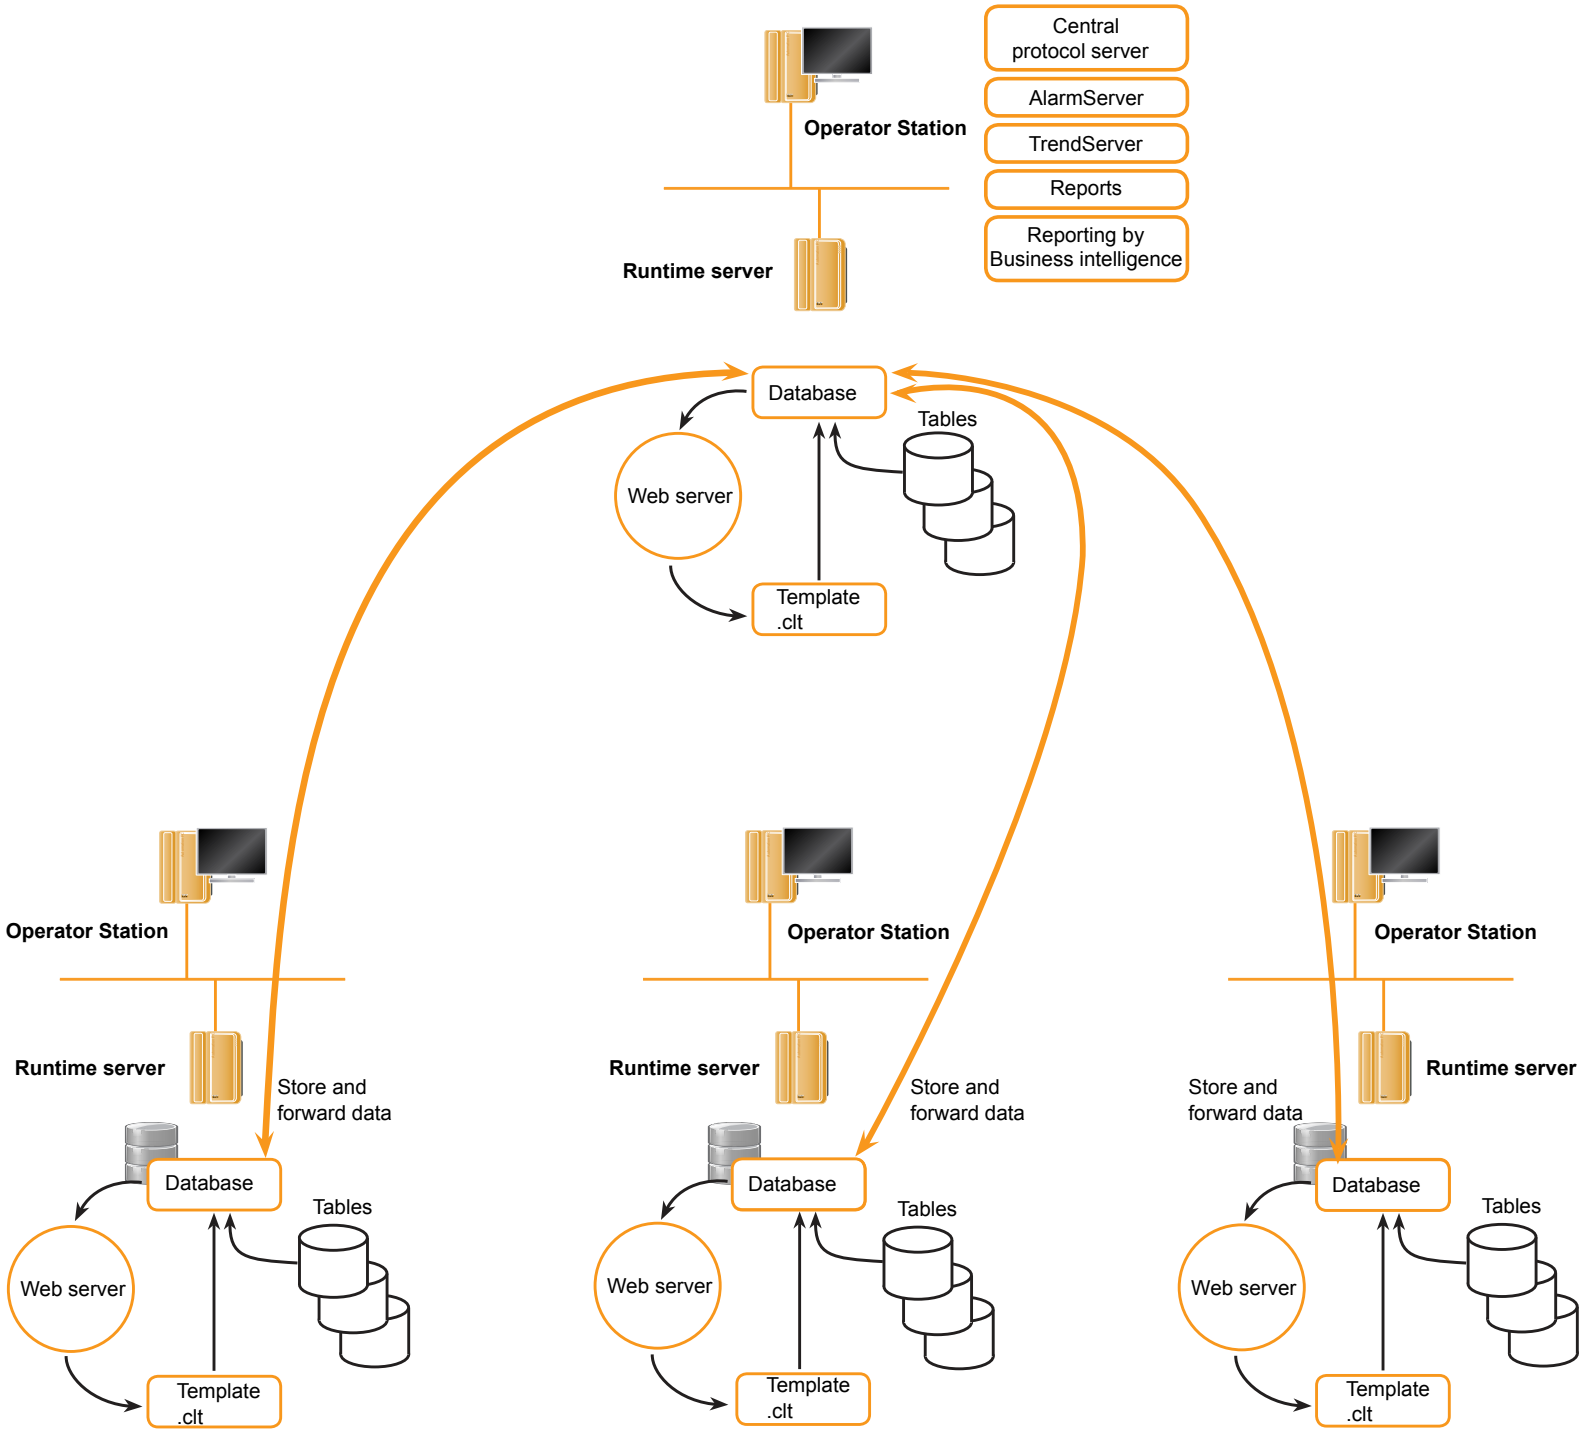 Central
protocol server
AlarmServer
Operator Station
TrendServer
Reports
Reporting by
Business intelligence
Runtime server
Database
Tables
Web server
Template
.clt
Operator Station
Runtime server
Store and
forward data
Database
Tables
Web server
Template
.clt
Operator Station
Runtime server
Store and
forward data
Database
Tables
Web server
Template
.clt
Operator Station
Runtime server
Store and
forward data
Database
Tables
Web server
Template
.clt